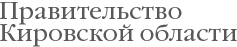 Правительство
Кировской области